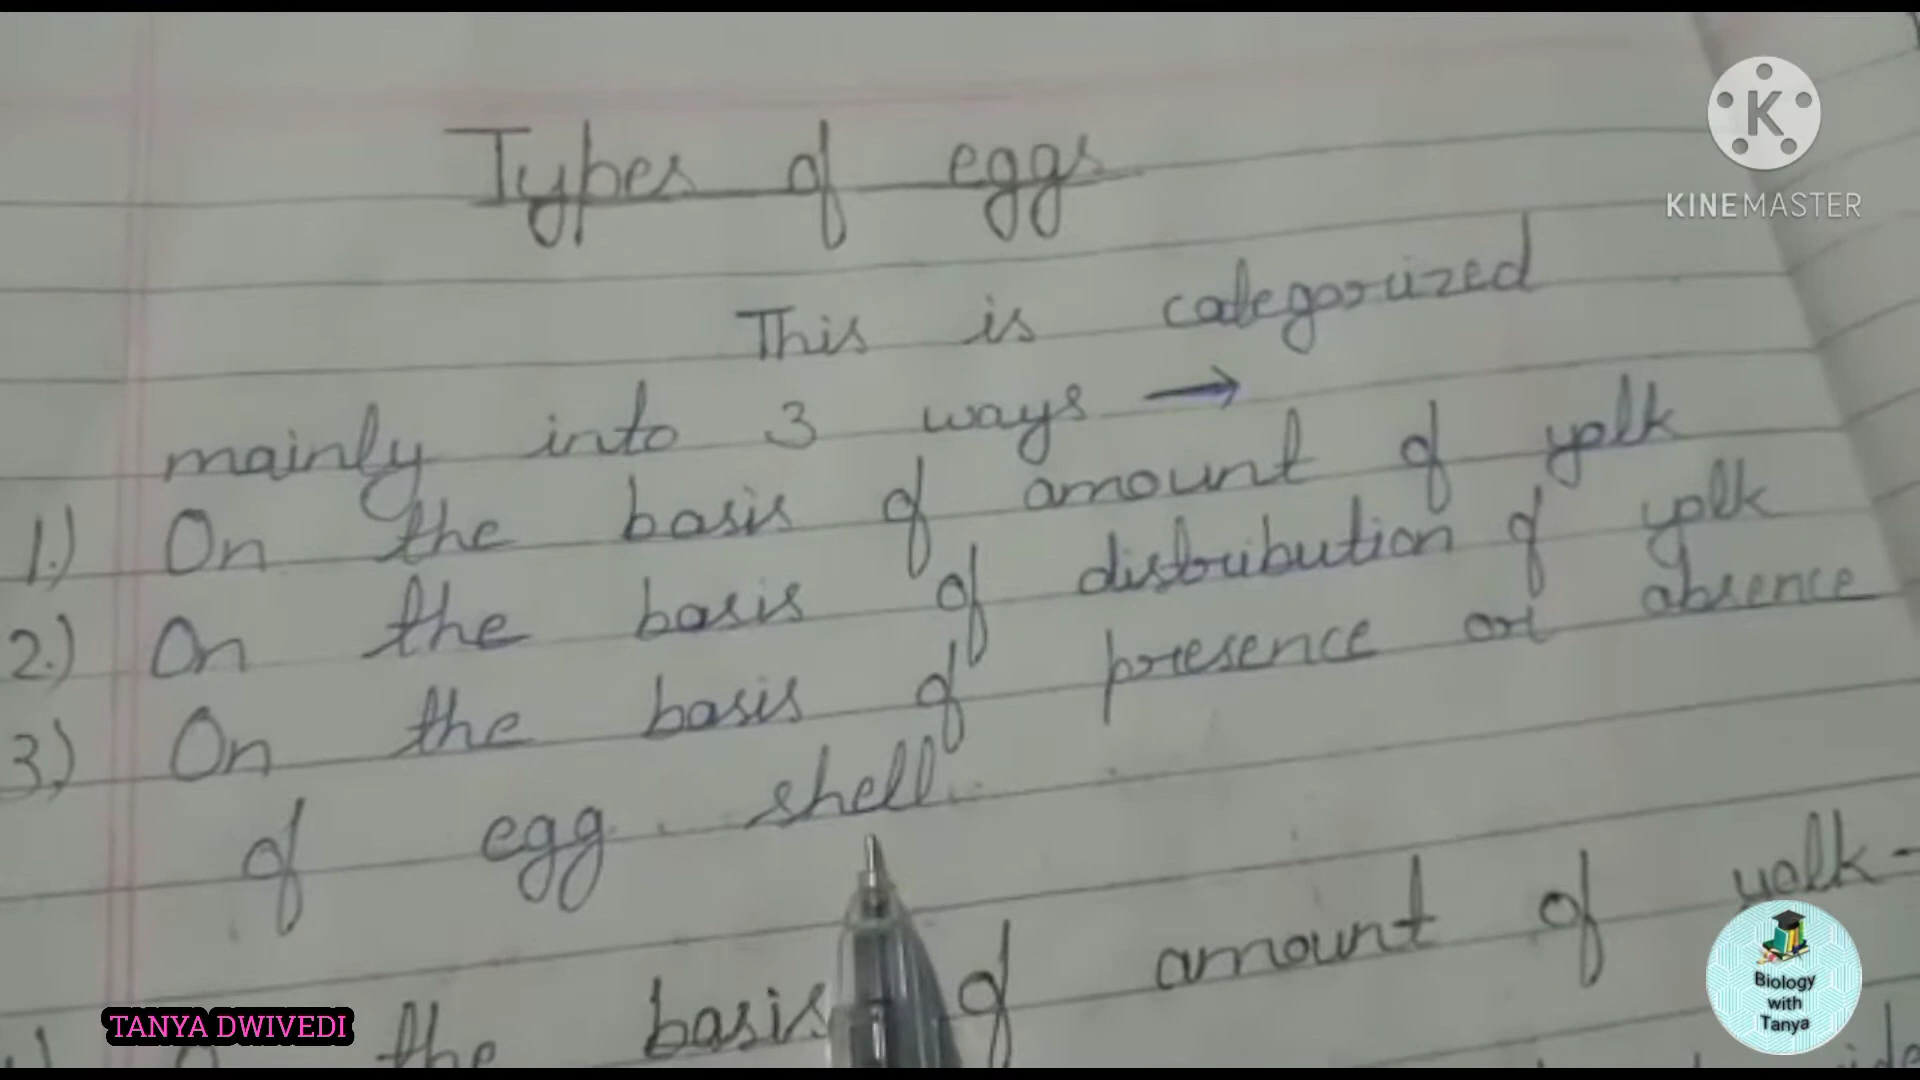 Types of eggs
KINEMASTER
This is categorized
mainly into 3 ways →
1.) On the basis of amount of yolk
2.) On the basis of distribution of yolk
3.) On the basis of presence or absence
of egg shell.
the basis of amount of yolk-
Biology
with
Tanya
TANYA DWIVEDI